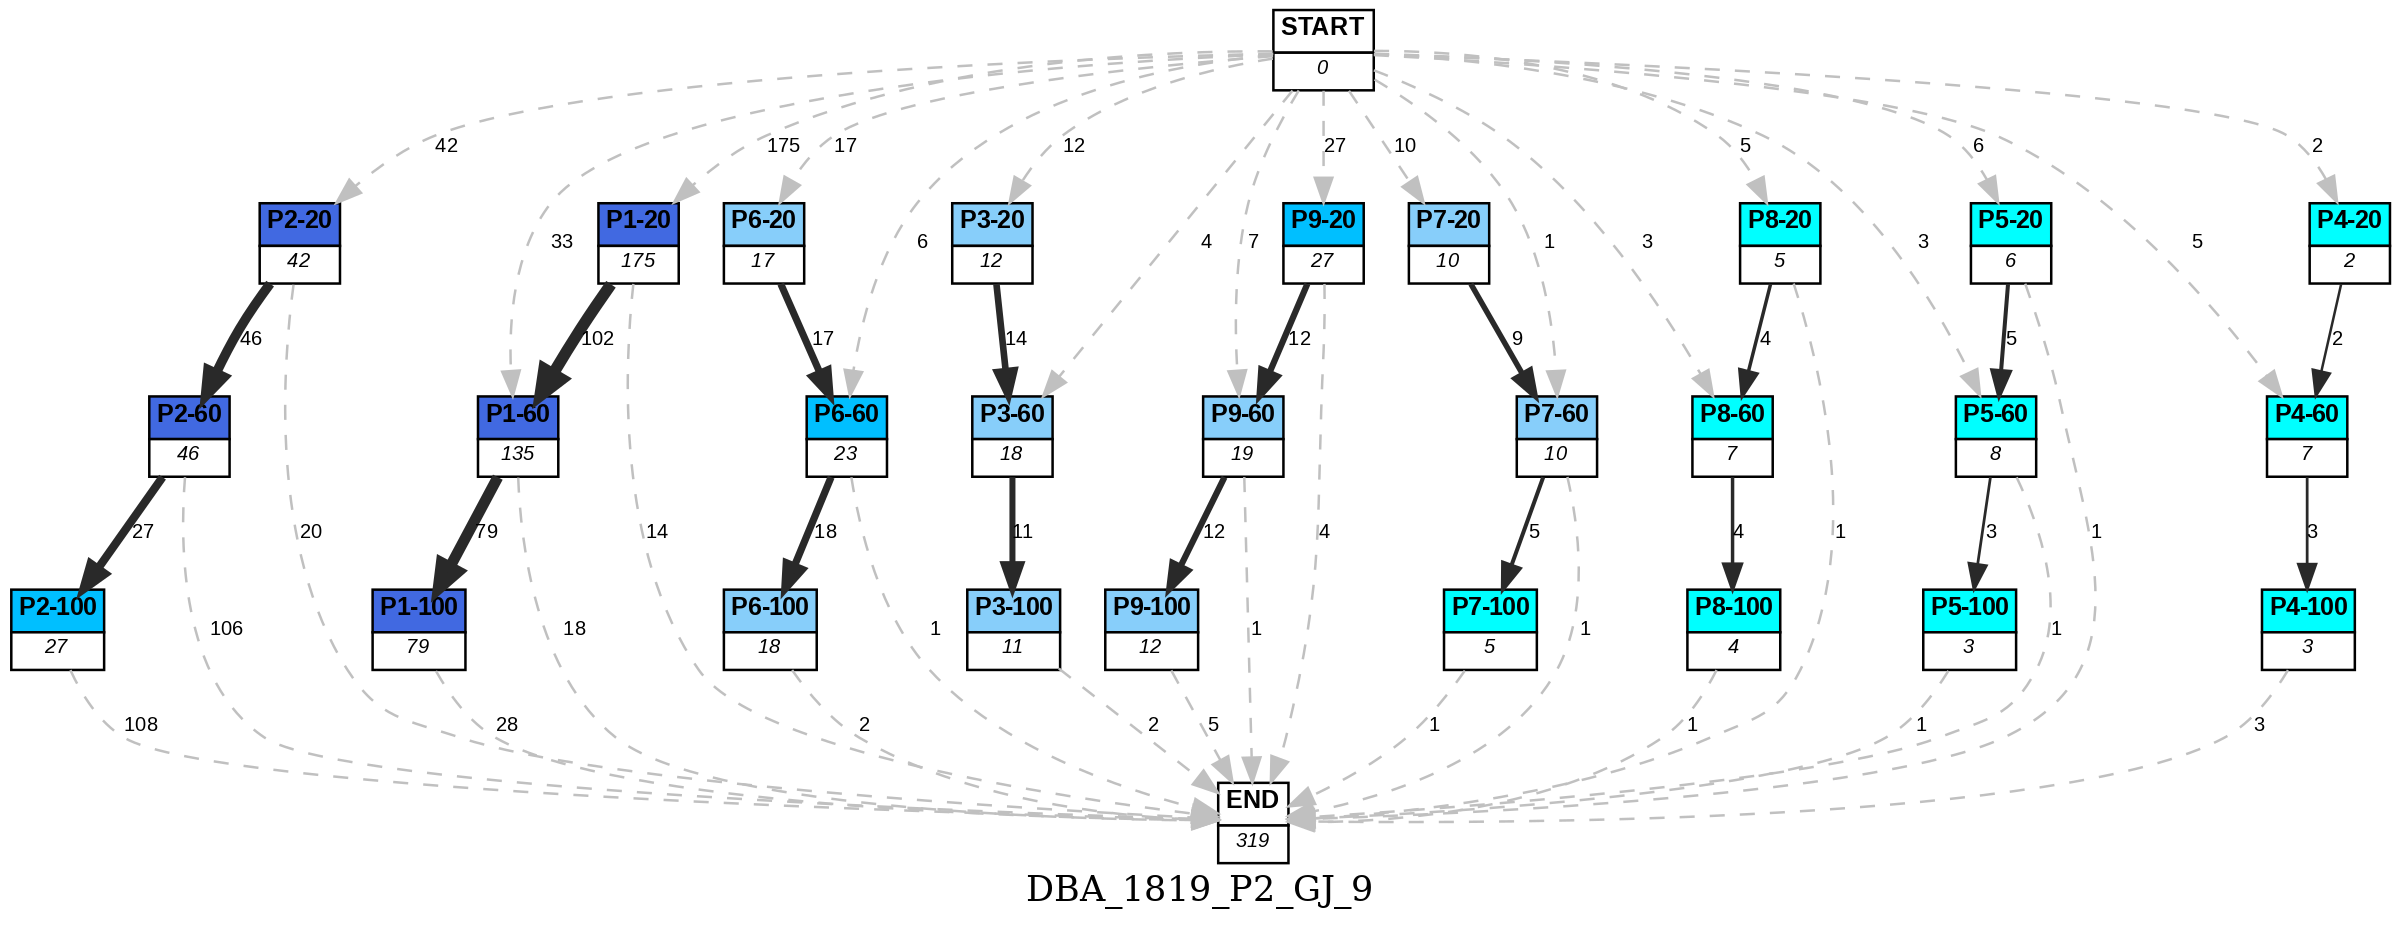 START
0
42
175
17
12
27
10
5
6
2
P2-20
42
P1-20
175
P6-20
17
P3-20
12
P9-20
27
P7-20
10
P8-20
5
P5-20
6
P4-20
2
33
6
4
7
1
3
3
5
46
102
17
14
12
9
4
5
2
P2-60
46
P1-60
135
P6-60
23
P3-60
18
P9-60
19
P7-60
10
P8-60
7
P5-60
8
P4-60
7
27
20
79
14
18
11
12
4
5
4
1
3
1
3
P2-100
27
P1-100
79
P6-100
18
P3-100
11
P9-100
12
P7-100
5
P8-100
4
P5-100
3
P4-100
3
106
18
1
1
1
1
108
28
2
2
5
1
1
1
3
END
319
DBA_1819_P2_GJ_9